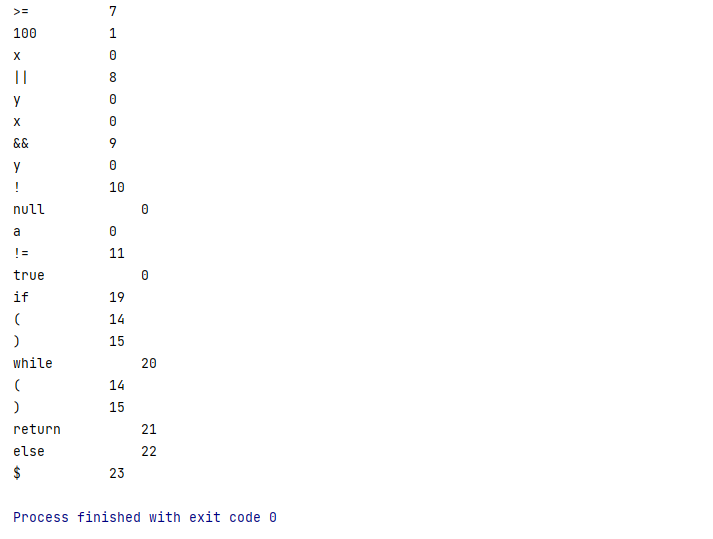 >= 7
100 1
x 0
|| 8
y 0
x 0
&& 9
y 0
! 10
null 0
a 0
!= 11
true 0
if 19
( 14
) 15
while 20
( 14
) 15
return 21
else 22
$ 23
Process finished with exit code 0